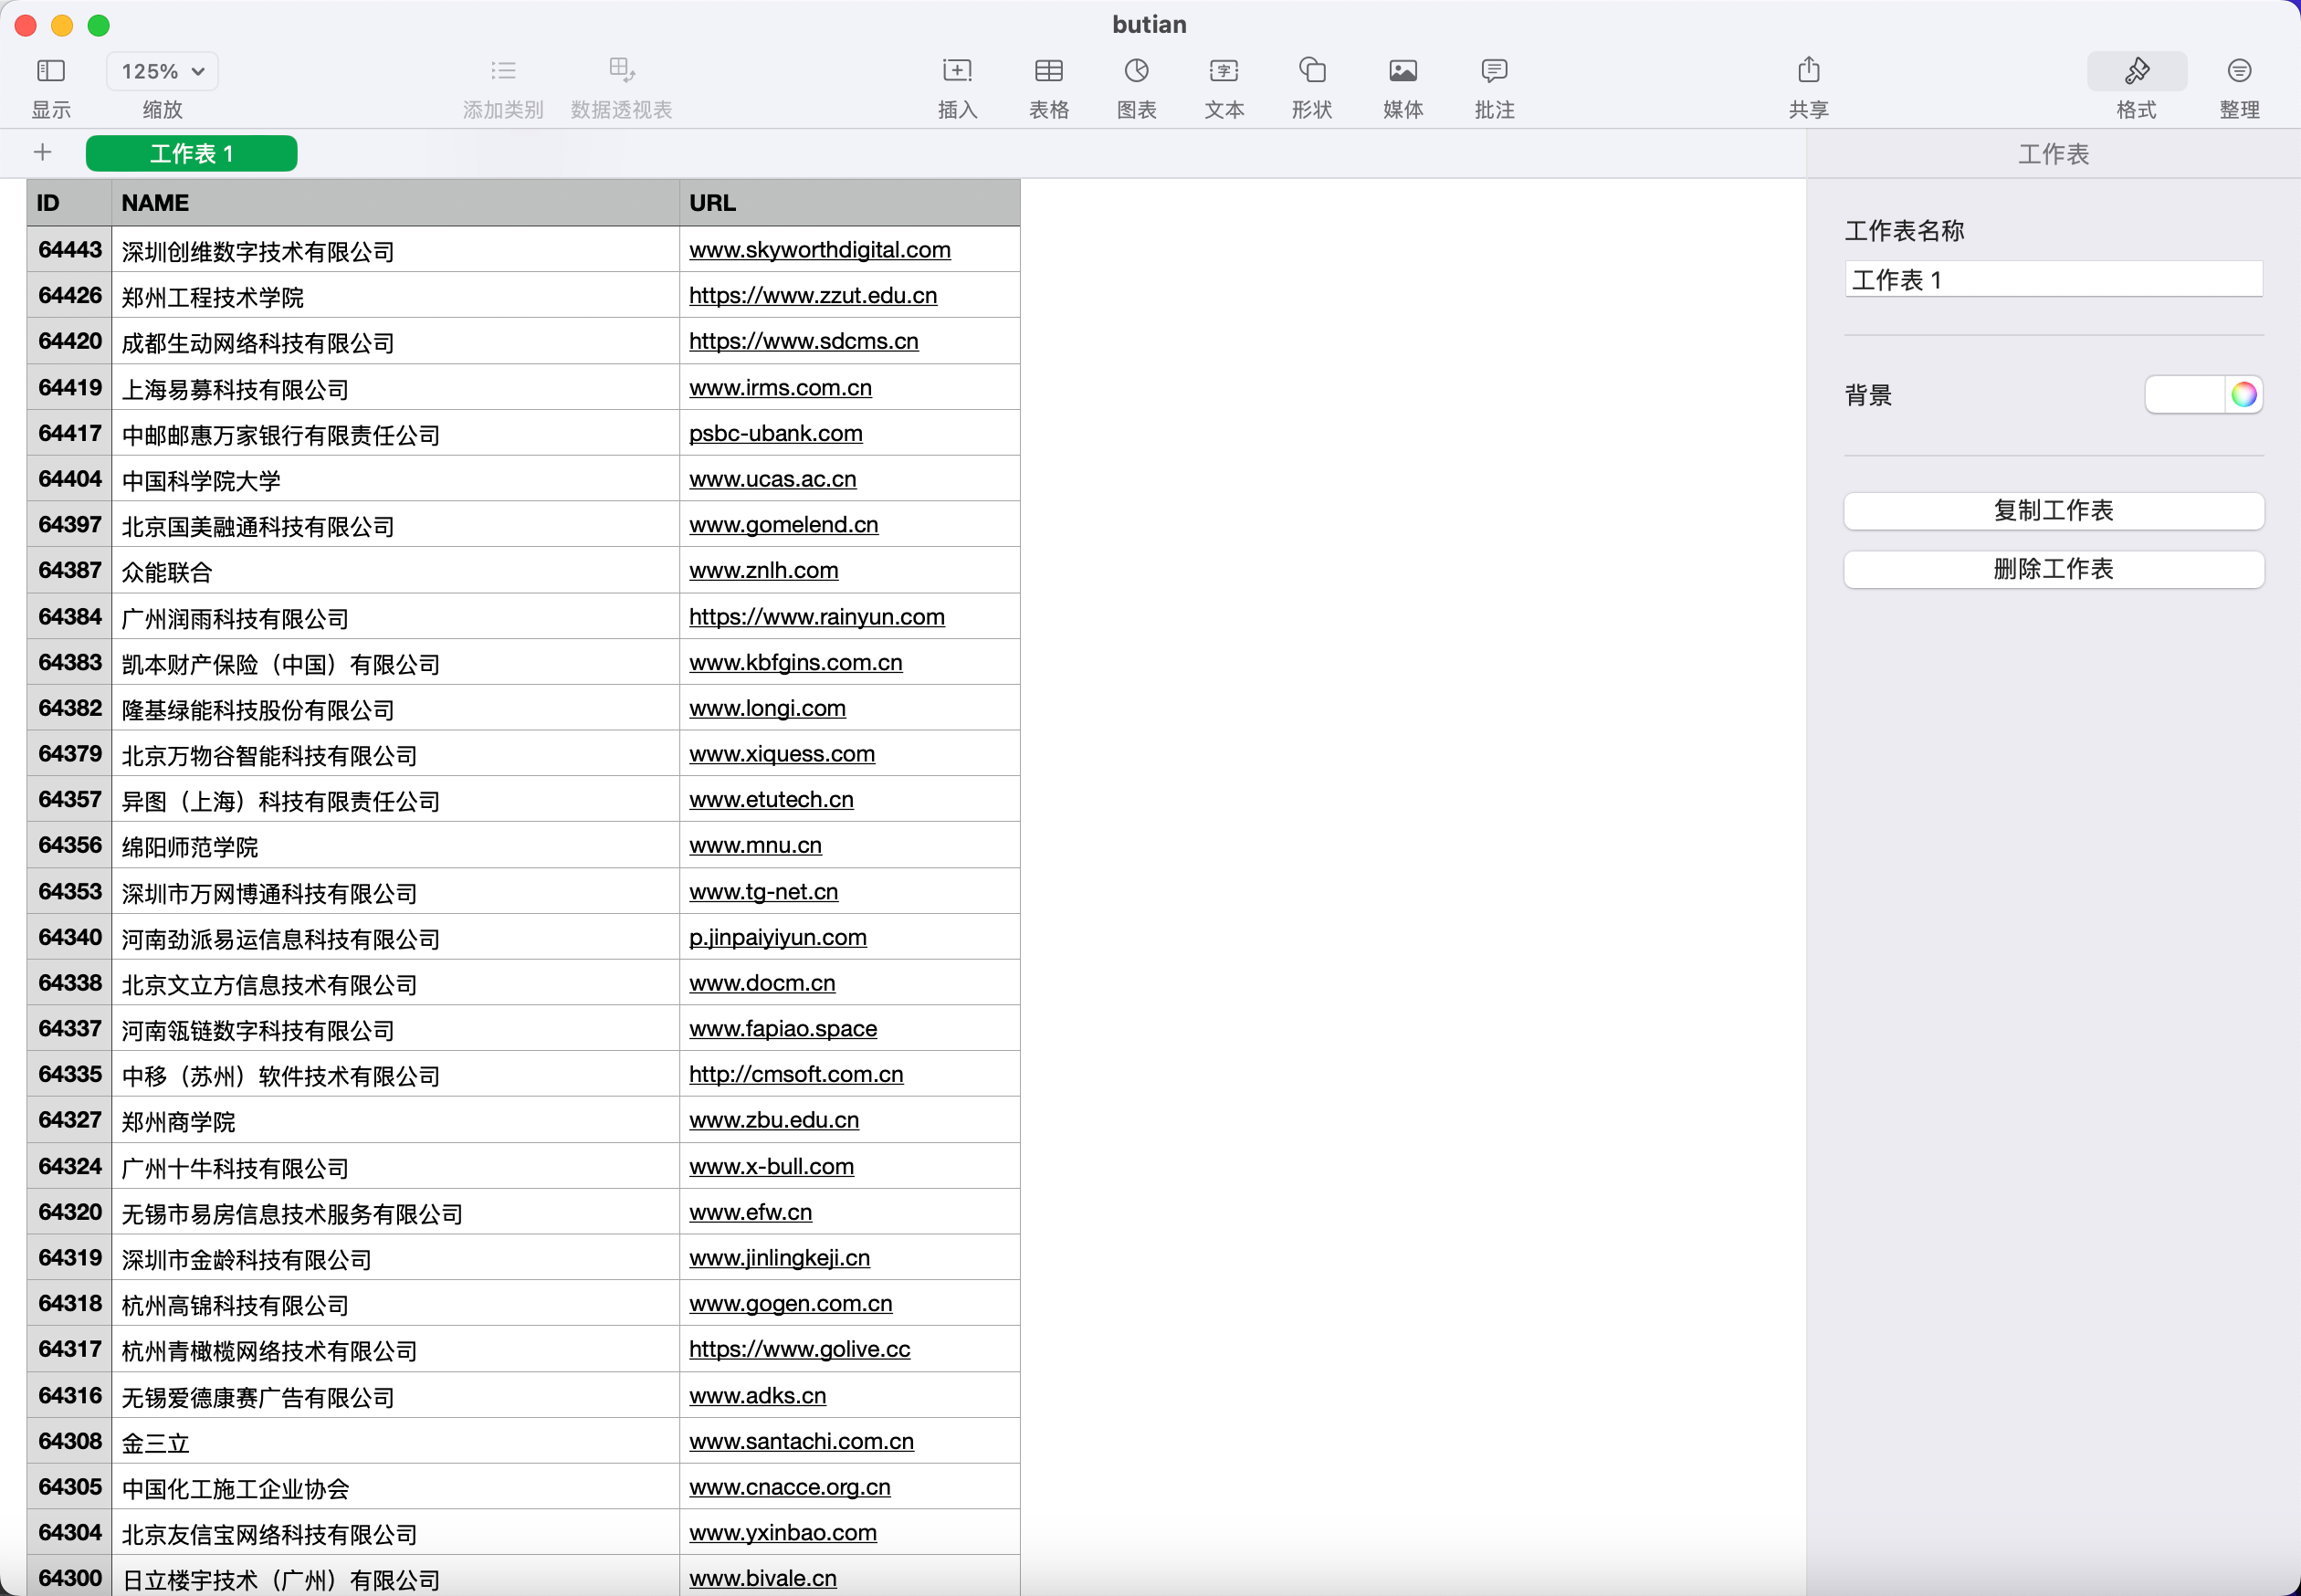 butian
125%
显示
缩放
添加类别
数据透视表
插入
表格
图表
文本
形状
媒体
批注
共享
格式
整理
工作表 1
工作表
ID NAME URL
64443 深圳创维数字技术有限公司 www.skyworthdigital.com
64426 郑州工程技术学院 https://www.zzut.edu.cn
64420 成都生动网络科技有限公司 https://www.sdcms.cn
64419 上海易募科技有限公司 www.irms.com.cn
64417 中邮邮惠万家银行有限责任公司 psbc-ubank.com
64404 中国科学院大学 www.ucas.ac.cn
64397 北京国美融通科技有限公司 www.gomelend.cn
64387 众能联合 www.znlh.com
64384 广州润雨科技有限公司 https://www.rainyun.com
64383 凯本财产保险（中国）有限公司 www.kbfgins.com.cn
64382 隆基绿能科技股份有限公司 www.longi.com
64379 北京万物谷智能科技有限公司 www.xiquess.com
64357 异图（上海）科技有限责任公司 www.etutech.cn
64356 绵阳师范学院 www.mnu.cn
64353 深圳市万网博通科技有限公司 www.tg-net.cn
64340 河南劲派易运信息科技有限公司 p.jinpaiyiyun.com
64338 北京文立方信息技术有限公司 www.docm.cn
64337 河南瓴链数字科技有限公司 www.fapiao.space
64335 中移（苏州）软件技术有限公司 http://cmsoft.com.cn
64327 郑州商学院 www.zbu.edu.cn
64324 广州十牛科技有限公司 www.x-bull.com
64320 无锡市易房信息技术服务有限公司 www.efw.cn
64319 深圳市金龄科技有限公司 www.jinlingkeji.cn
64318 杭州高锦科技有限公司 www.gogen.com.cn
64317 杭州青橄榄网络技术有限公司 https://www.golive.cc
64316 无锡爱德康赛广告有限公司 www.adks.cn
64308 金三立 www.santachi.com.cn
64305 中国化工施工企业协会 www.cnacce.org.cn
64304 北京友信宝网络科技有限公司 www.yxinbao.com
64300 日立楼宇技术（广州）有限公司 www.bivale.cn
工作表名称
工作表 1
背景
复制工作表
删除工作表